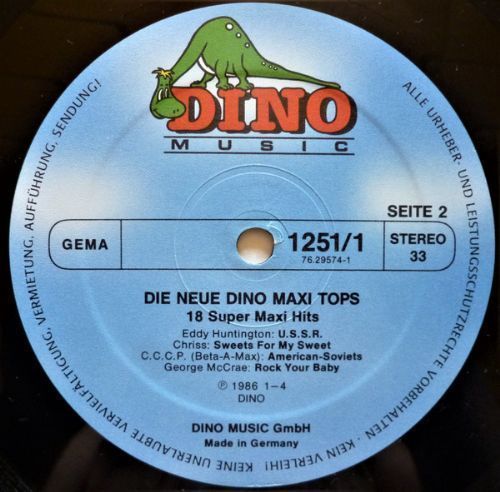 DINO
MUSIC
SEITE 2
GEMA
1251/1
76.29574-1
STEREO
33
DIE NEUE DINO MAXI TOPS
18 Super Maxi Hits
Eddy Huntington: U.S.S.R.
Chriss: Sweets For My Sweet
C.C.C.P. (Beta-A-Max): American-Soviets
George McCrae: Rock Your Baby
℗ 1986 1–4
DINO
DINO MUSIC GmbH
Made in Germany
ALLE URHEBER- UND LEISTUNGSSCHUTZRECHTE VORBEHALTEN · KEIN VERLEIH! KEINE UNERLAUBTE VERVIELFÄLTIGUNG, VERMIETUNG, AUFFÜHRUNG, SENDUNG!